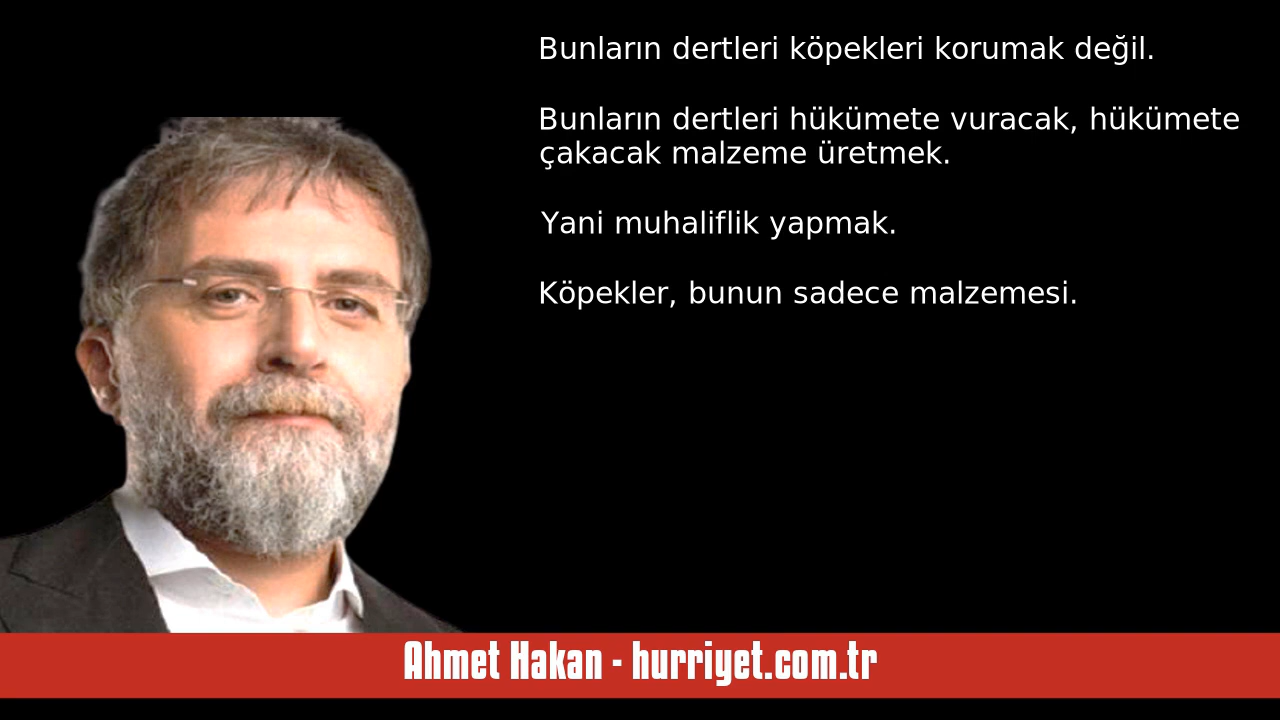 Bunların dertleri köpekleri korumak değil.
Bunların dertleri hükümete vuracak, hükümete
çakacak malzeme üretmek.
Yani muhaliflik yapmak.
Köpekler, bunun sadece malzemesi.
Ahmet Hakan - hurriyet.com.tr